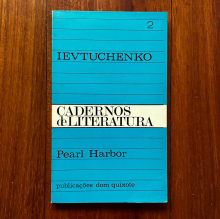 2
IEVTUCHENKO
CADERNOS
de LITERATURA
Pearl Harbor
publicações dom quixote